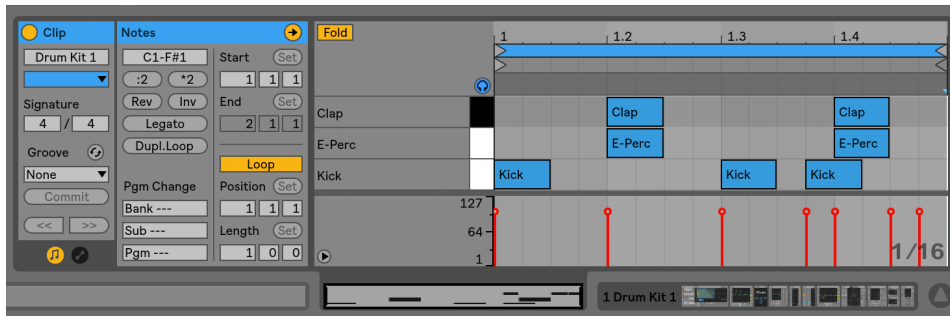 Clip
Drum Kit 1
Signature
4 / 4
Groove
None
Commit
<< >>
Notes
C1-F#1
:2 *2
Rev Inv
Legato
Dupl.Loop
Pgm Change
Bank ---
Sub ---
Pgm ---
Start Set
1 1 1
End Set
2 1 1
Loop
Position Set
1 1 1
Length Set
1 0 0
Fold
1 1.2 1.3 1.4
Clap Clap Clap
E-Perc E-Perc E-Perc
Kick Kick Kick Kick
127
64
1
1/16
1 Drum Kit 1